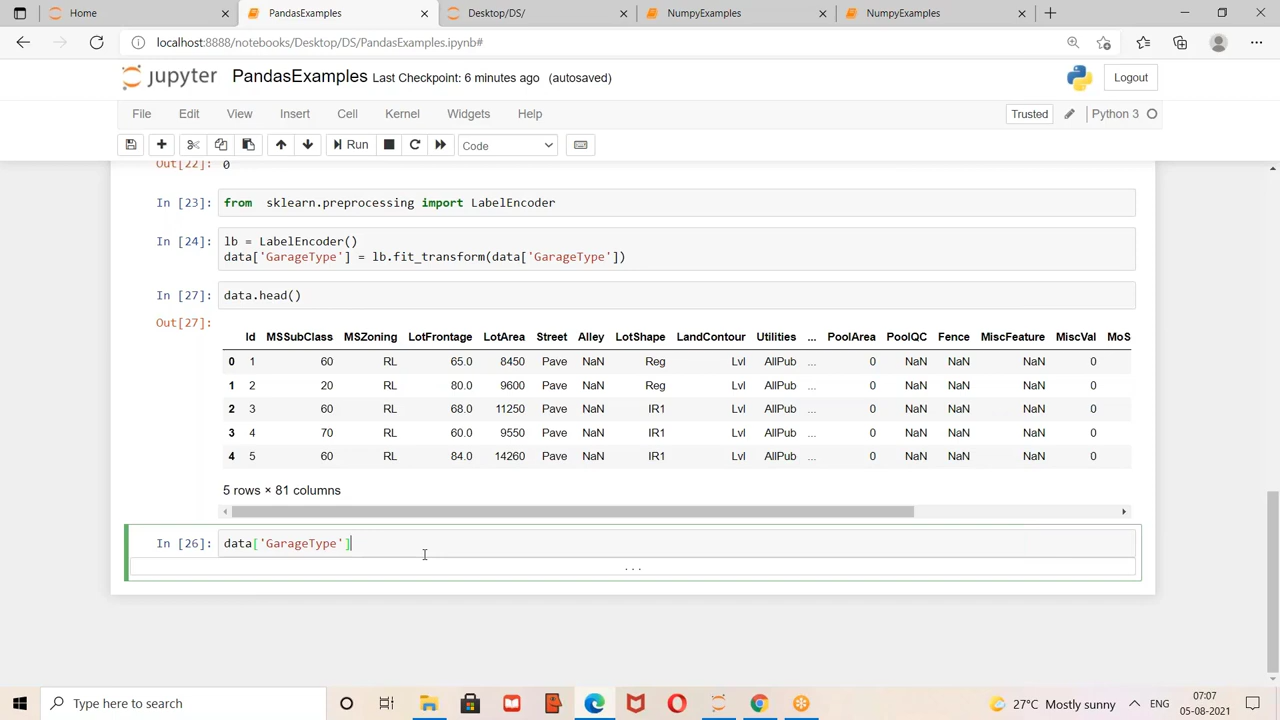 Home
PandasExamples
Desktop/DS/
NumpyExamples
NumpyExamples
localhost:8888/notebooks/Desktop/DS/PandasExamples.ipynb#
jupyter PandasExamples Last Checkpoint: 6 minutes ago (autosaved)
Logout
File Edit View Insert Cell Kernel Widgets Help
Trusted
Python 3
Run
Code
Out[22]: 0
In [23]: from sklearn.preprocessing import LabelEncoder
In [24]: lb = LabelEncoder()
data['GarageType'] = lb.fit_transform(data['GarageType'])
In [27]: data.head()
Out[27]:
Id MSSubClass MSZoning LotFrontage LotArea Street Alley LotShape LandContour Utilities ... PoolArea PoolQC Fence MiscFeature MiscVal MoS
0 1 60 RL 65.0 8450 Pave NaN Reg Lvl AllPub ... 0 NaN NaN NaN 0
1 2 20 RL 80.0 9600 Pave NaN Reg Lvl AllPub ... 0 NaN NaN NaN 0
2 3 60 RL 68.0 11250 Pave NaN IR1 Lvl AllPub ... 0 NaN NaN NaN 0
3 4 70 RL 60.0 9550 Pave NaN IR1 Lvl AllPub ... 0 NaN NaN NaN 0
4 5 60 RL 84.0 14260 Pave NaN IR1 Lvl AllPub ... 0 NaN NaN NaN 0
5 rows × 81 columns
In [26]: data['GarageType']
...
Type here to search
27°C Mostly sunny
ENG
07:07
05-08-2021